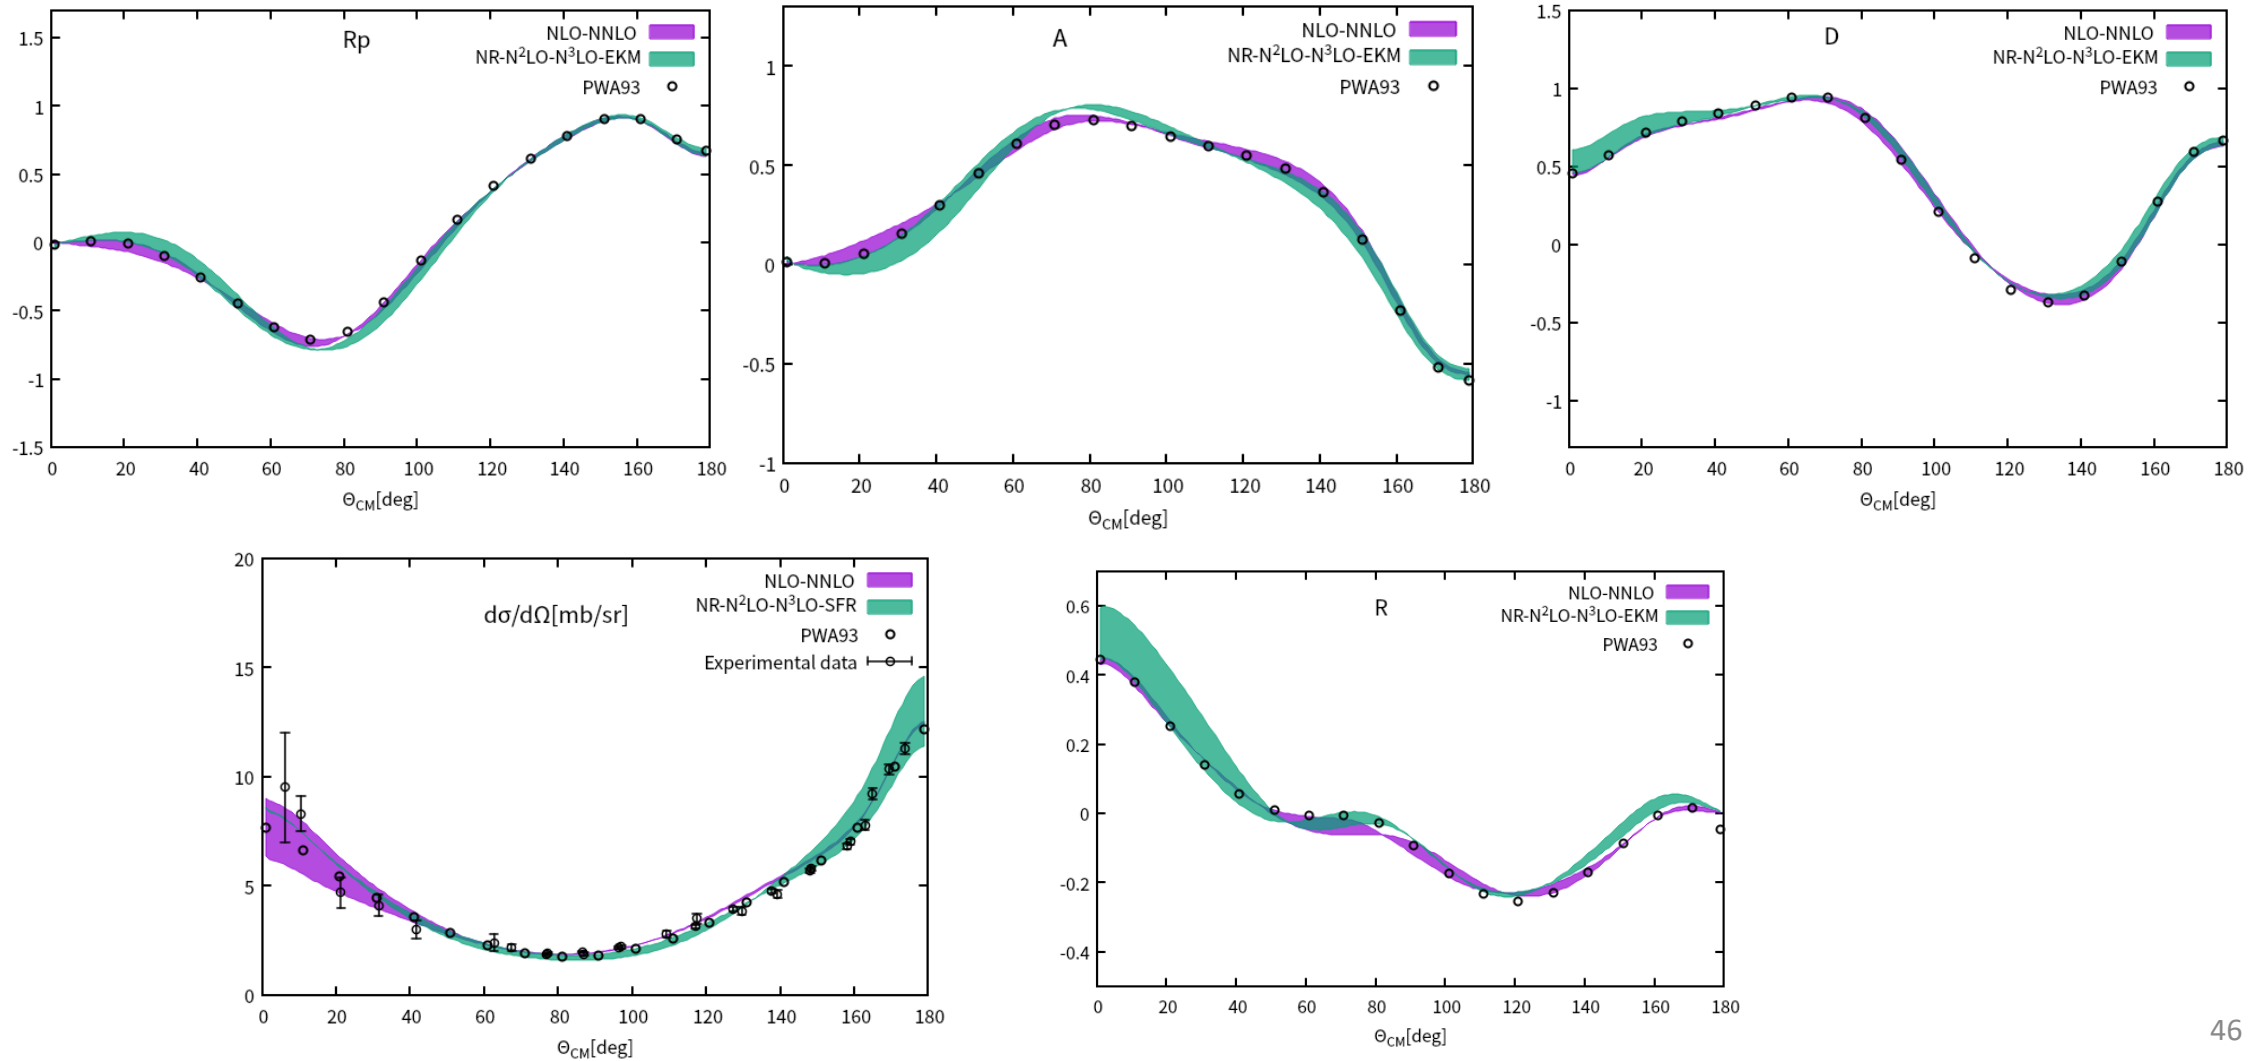 Rp
NLO-NNLO
NR-N²LO-N³LO-EKM
PWA93
1.5
1
0.5
0
-0.5
-1
-1.5
0 20 40 60 80 100 120 140 160 180
Θ_CM[deg]
A
NLO-NNLO
NR-N²LO-N³LO-EKM
PWA93
1
0.5
0
-0.5
-1
0 20 40 60 80 100 120 140 160 180
Θ_CM[deg]
D
NLO-NNLO
NR-N²LO-N³LO-EKM
PWA93
1.5
1
0.5
0
-0.5
-1
0 20 40 60 80 100 120 140 160 180
Θ_CM[deg]
dσ/dΩ[mb/sr]
NLO-NNLO
NR-N²LO-N³LO-SFR
PWA93
Experimental data
20
15
10
5
0
0 20 40 60 80 100 120 140 160 180
Θ_CM[deg]
R
NLO-NNLO
NR-N²LO-N³LO-EKM
PWA93
0.6
0.4
0.2
0
-0.2
-0.4
0 20 40 60 80 100 120 140 160 180
Θ_CM[deg]
46